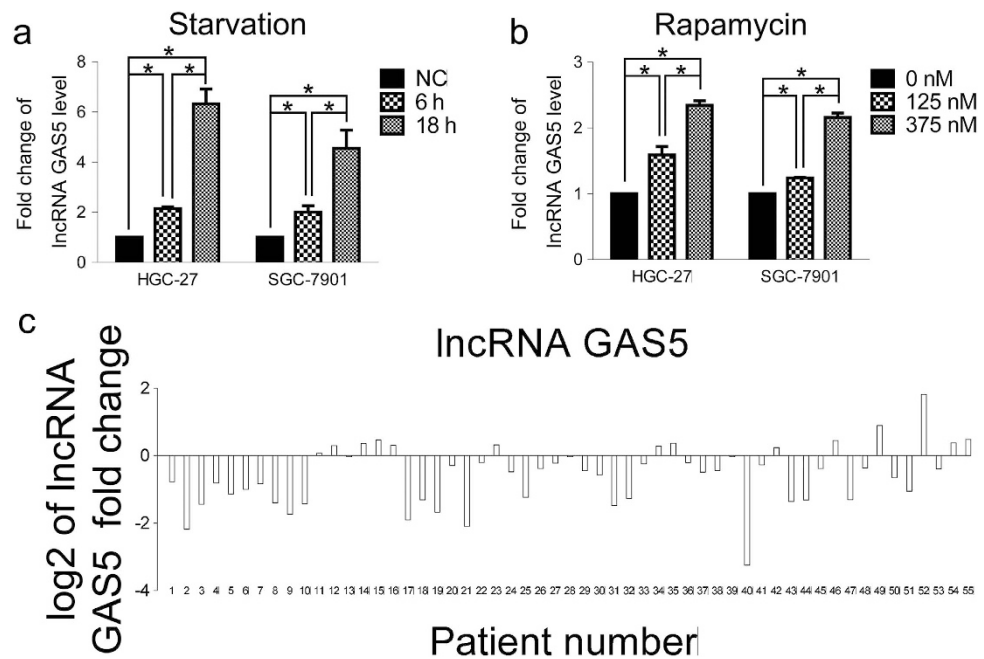 a
Starvation
Fold change of
lncRNA GAS5 level
8
6
4
2
0
* * *
* * *
NC
6 h
18 h
HGC-27
SGC-7901
b
Rapamycin
Fold change of
lncRNA GAS5 level
3
2
1
0
* * *
* * *
0 nM
125 nM
375 nM
HGC-27
SGC-7901
c
lncRNA GAS5
log2 of lncRNA
GAS5 fold change
2
0
-2
-4
1 2 3 4 5 6 7 8 9 10 11 12 13 14 15 16 17 18 19 20 21 22 23 24 25 26 27 28 29 30 31 32 33 34 35 36 37 38 39 40 41 42 43 44 45 46 47 48 49 50 51 52 53 54 55
Patient number